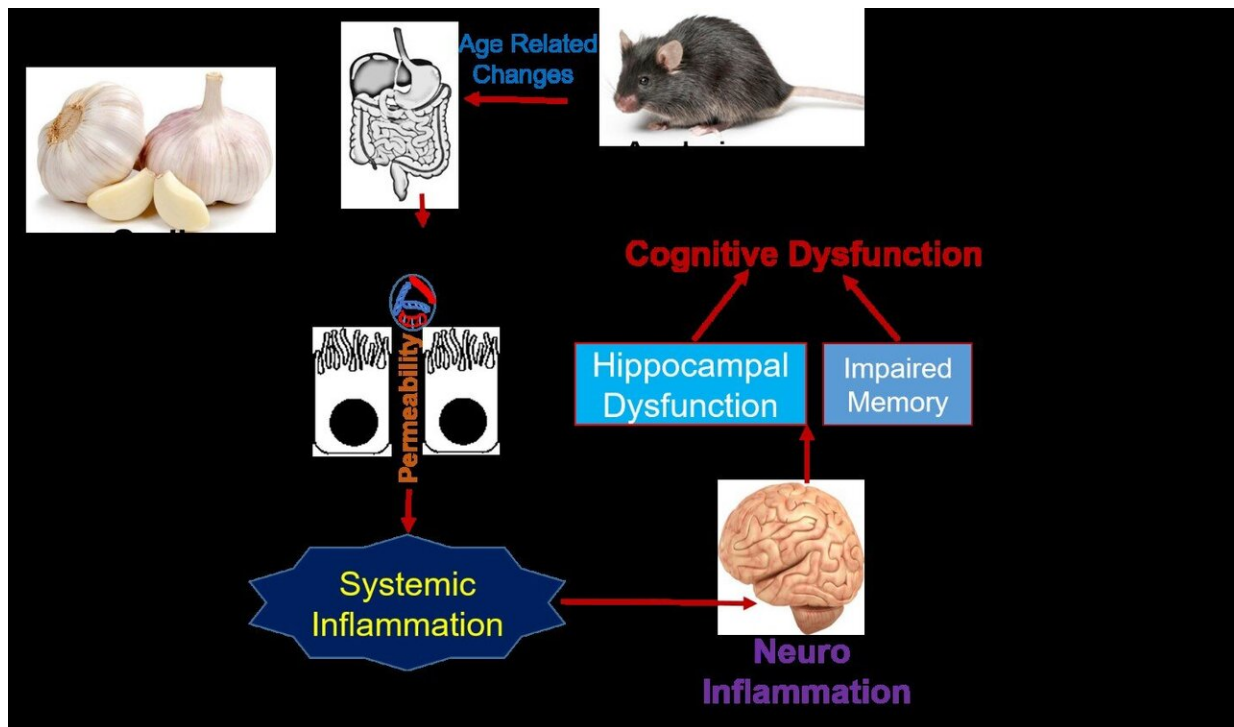 Age Related
Changes
Cognitive Dysfunction
Permeability
Hippocampal
Dysfunction
Impaired
Memory
Systemic
Inflammation
Neuro
Inflammation